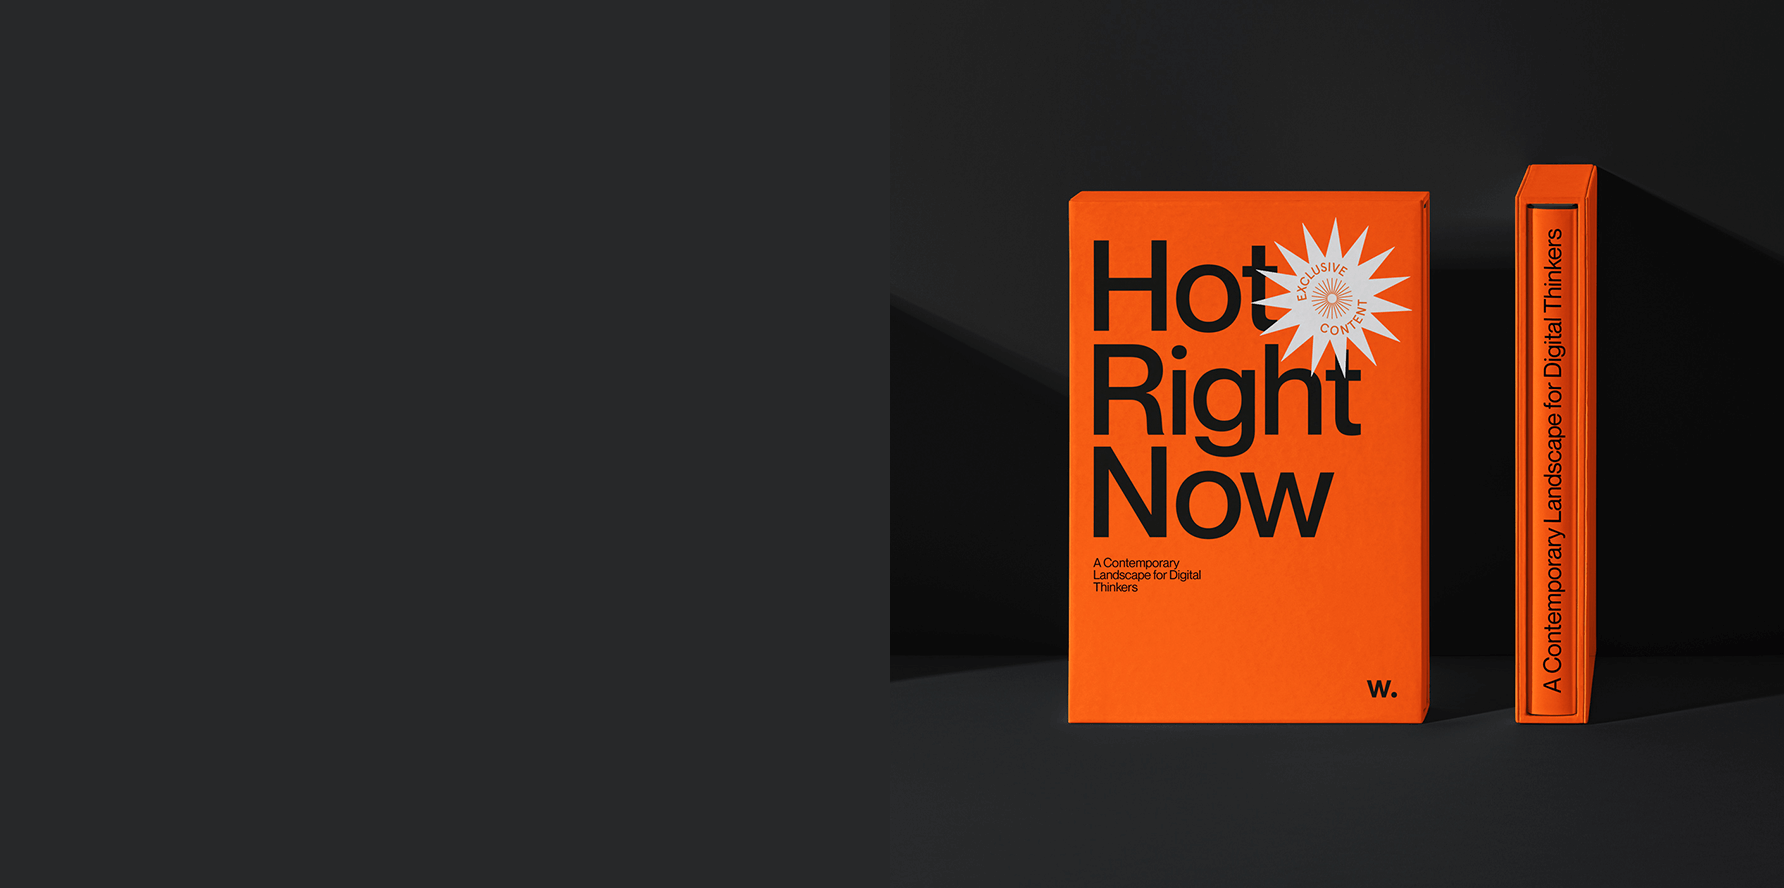 Hot
Right
Now
EXCLUSIVE
CONTENT
A Contemporary
Landscape for Digital
Thinkers
W.
A Contemporary Landscape for Digital Thinkers